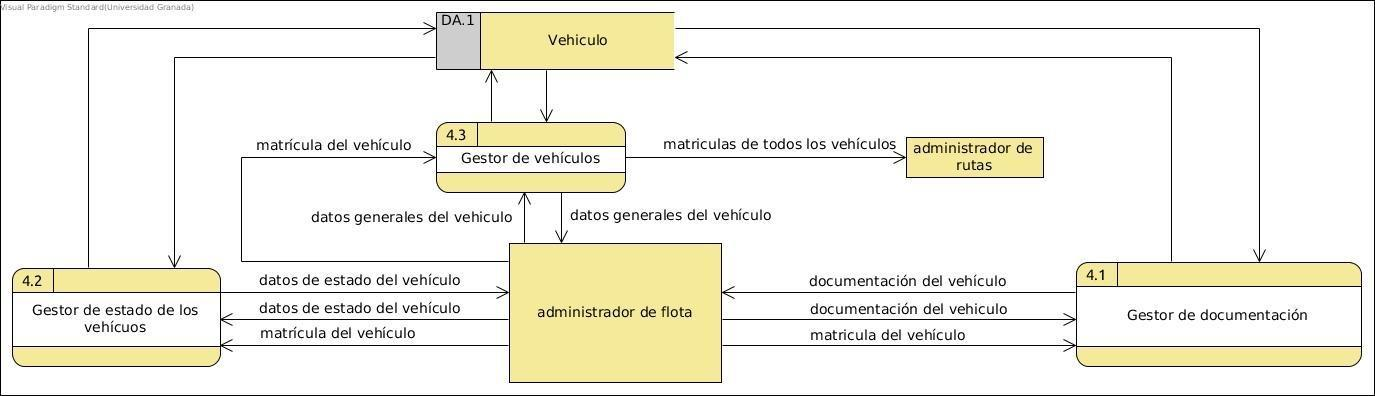 Visual Paradigm Standard(Universidad Granada)
DA.1
Vehiculo
4.3
Gestor de vehículos
matrícula del vehículo
matriculas de todos los vehículos
administrador de
rutas
datos generales del vehiculo
datos generales del vehículo
4.2
Gestor de estado de los
vehícuos
datos de estado del vehículo
datos de estado del vehículo
matrícula del vehículo
administrador de flota
documentación del vehículo
documentación del vehiculo
matricula del vehículo
4.1
Gestor de documentación